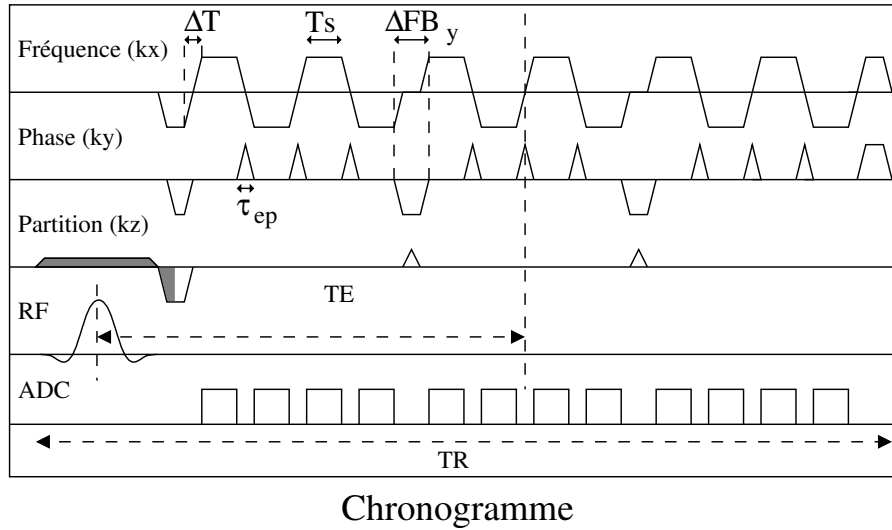 ΔT Ts ΔFB y
Fréquence (kx)
Phase (ky)
τ ep
Partition (kz)
TE
RF
ADC
TR
Chronogramme